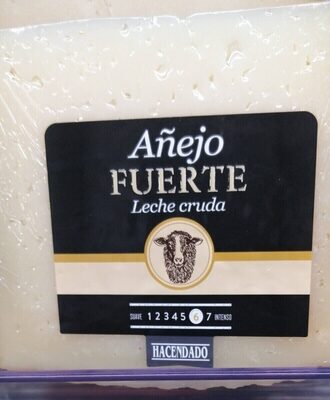 Añejo
FUERTE
Leche cruda
SUAVE 1 2 3 4 5 6 7 INTENSO
HACENDADO